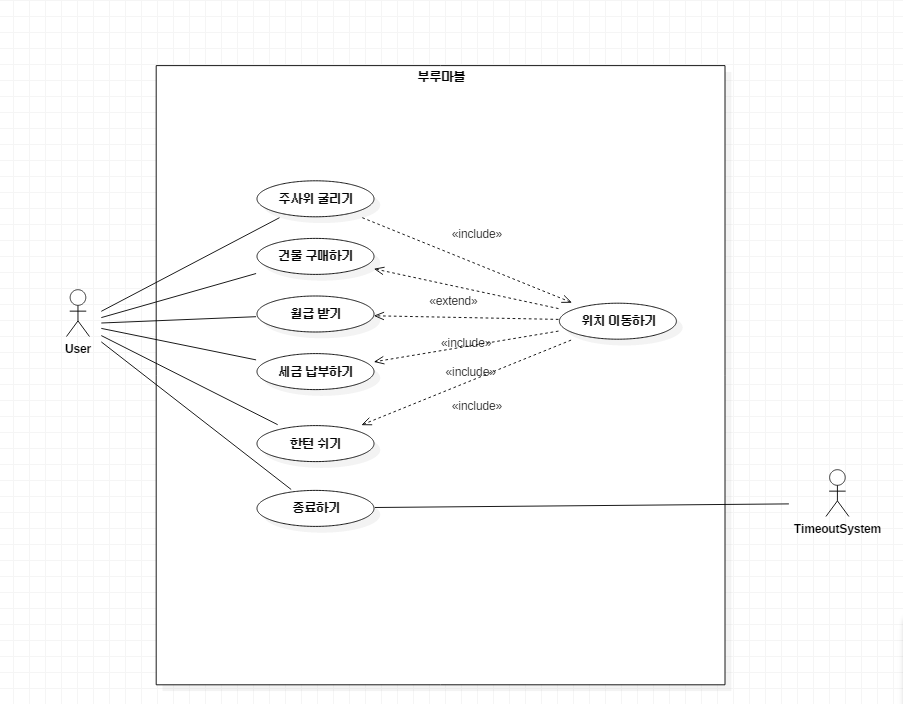 부루마블
주사위 굴리기
«include»
건물 구매하기
«extend»
월급 받기
위치 이동하기
User
«include»
세금 납부하기
«include»
«include»
한턴 쉬기
종료하기
TimeoutSystem